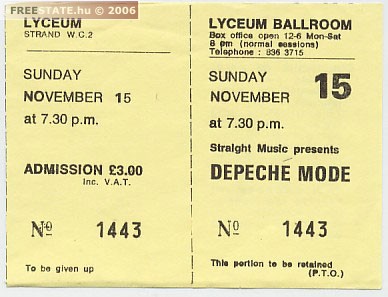 FREESTATE.hu © 2006
LYCEUM
STRAND W.C.2
SUNDAY
NOVEMBER 15
at 7.30 p.m.
ADMISSION £3.00
Inc. V.A.T.
Nº 1443
To be given up
LYCEUM BALLROOM
Box office open 12-6 Mon-Sat
8 pm (normal sessions)
Telephone : 836 3715
SUNDAY
NOVEMBER 15
at 7.30 p.m.
Straight Music presents
DEPECHE MODE
Nº 1443
This portion to be retained
(P.T.O.)